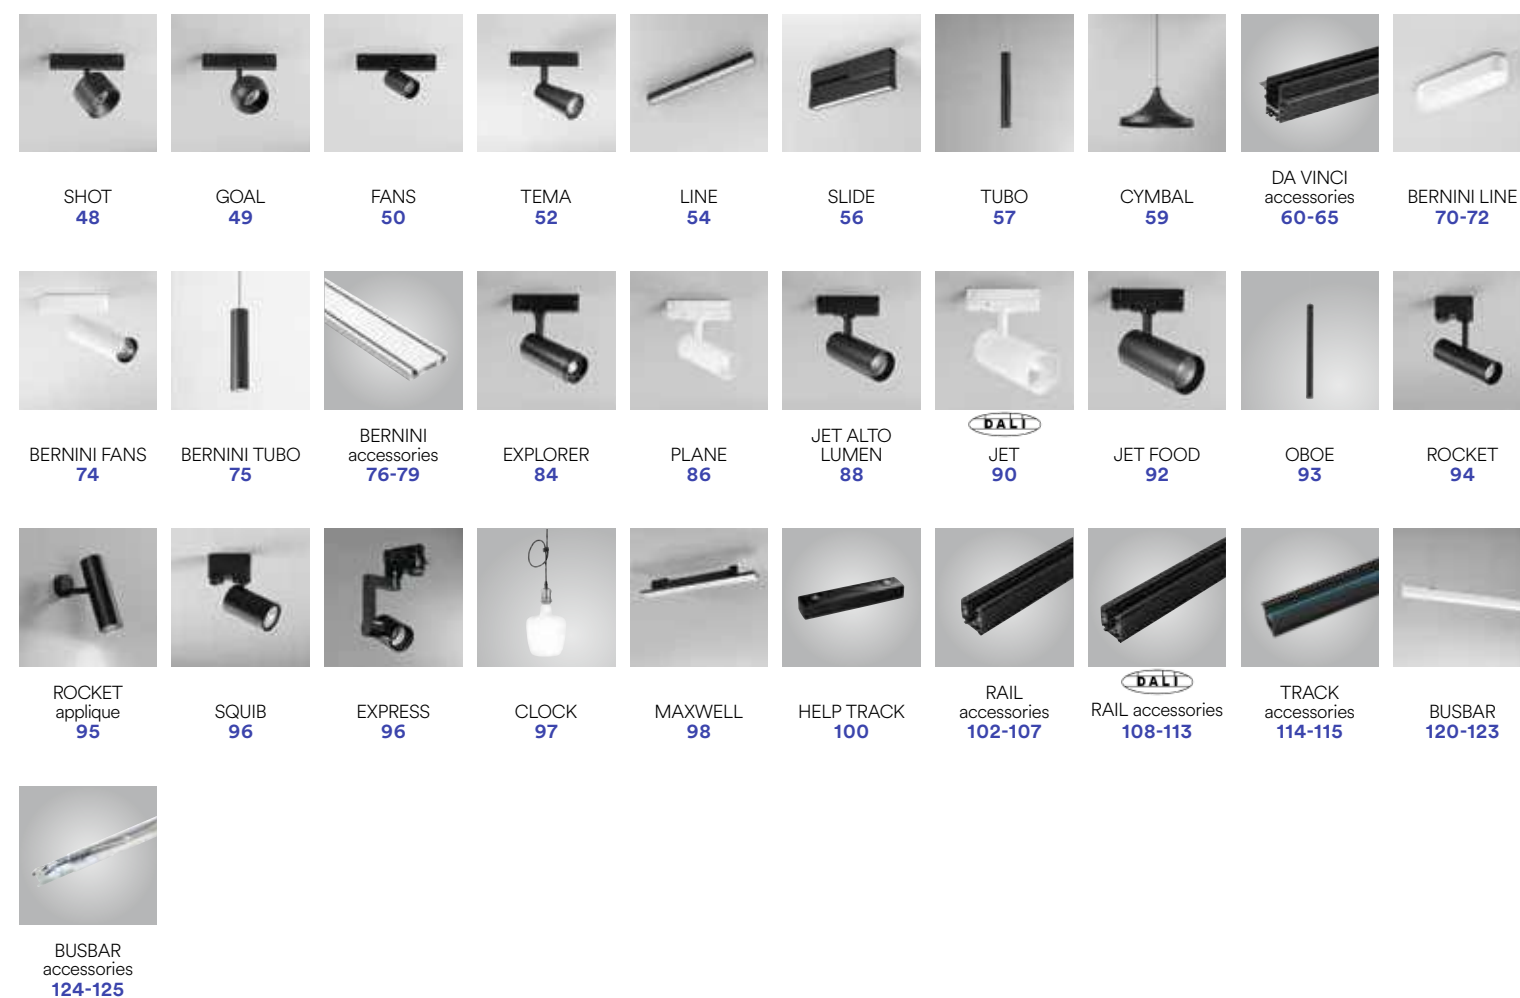 SHOT
48
GOAL
49
FANS
50
TEMA
52
LINE
54
SLIDE
56
TUBO
57
CYMBAL
59
DA VINCI
accessories
60-65
BERNINI LINE
70-72
BERNINI FANS
74
BERNINI TUBO
75
BERNINI
accessories
76-79
EXPLORER
84
PLANE
86
JET ALTO
LUMEN
88
DALI
JET
90
JET FOOD
92
OBOE
93
ROCKET
94
ROCKET
applique
95
SQUIB
96
EXPRESS
96
CLOCK
97
MAXWELL
98
HELP TRACK
100
RAIL
accessories
102-107
DALI
RAIL accessories
108-113
TRACK
accessories
114-115
BUSBAR
120-123
BUSBAR
accessories
124-125